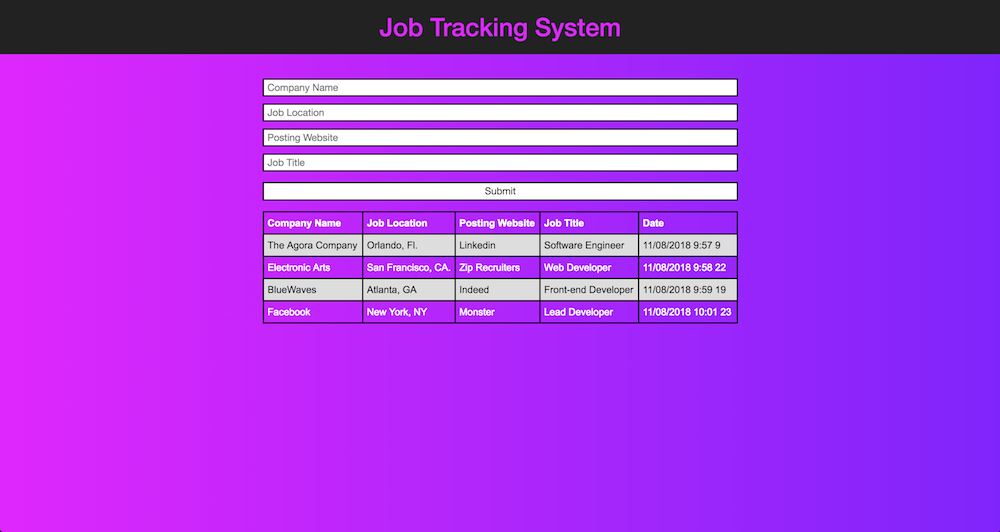 Job Tracking System
Company Name
Job Location
Posting Website
Job Title
Submit
Company Name Job Location Posting Website Job Title Date
The Agora Company Orlando, Fl. Linkedin Software Engineer 11/08/2018 9:57 9
Electronic Arts San Francisco, CA. Zip Recruiters Web Developer 11/08/2018 9:58 22
BlueWaves Atlanta, GA Indeed Front-end Developer 11/08/2018 9:59 19
Facebook New York, NY Monster Lead Developer 11/08/2018 10:01 23